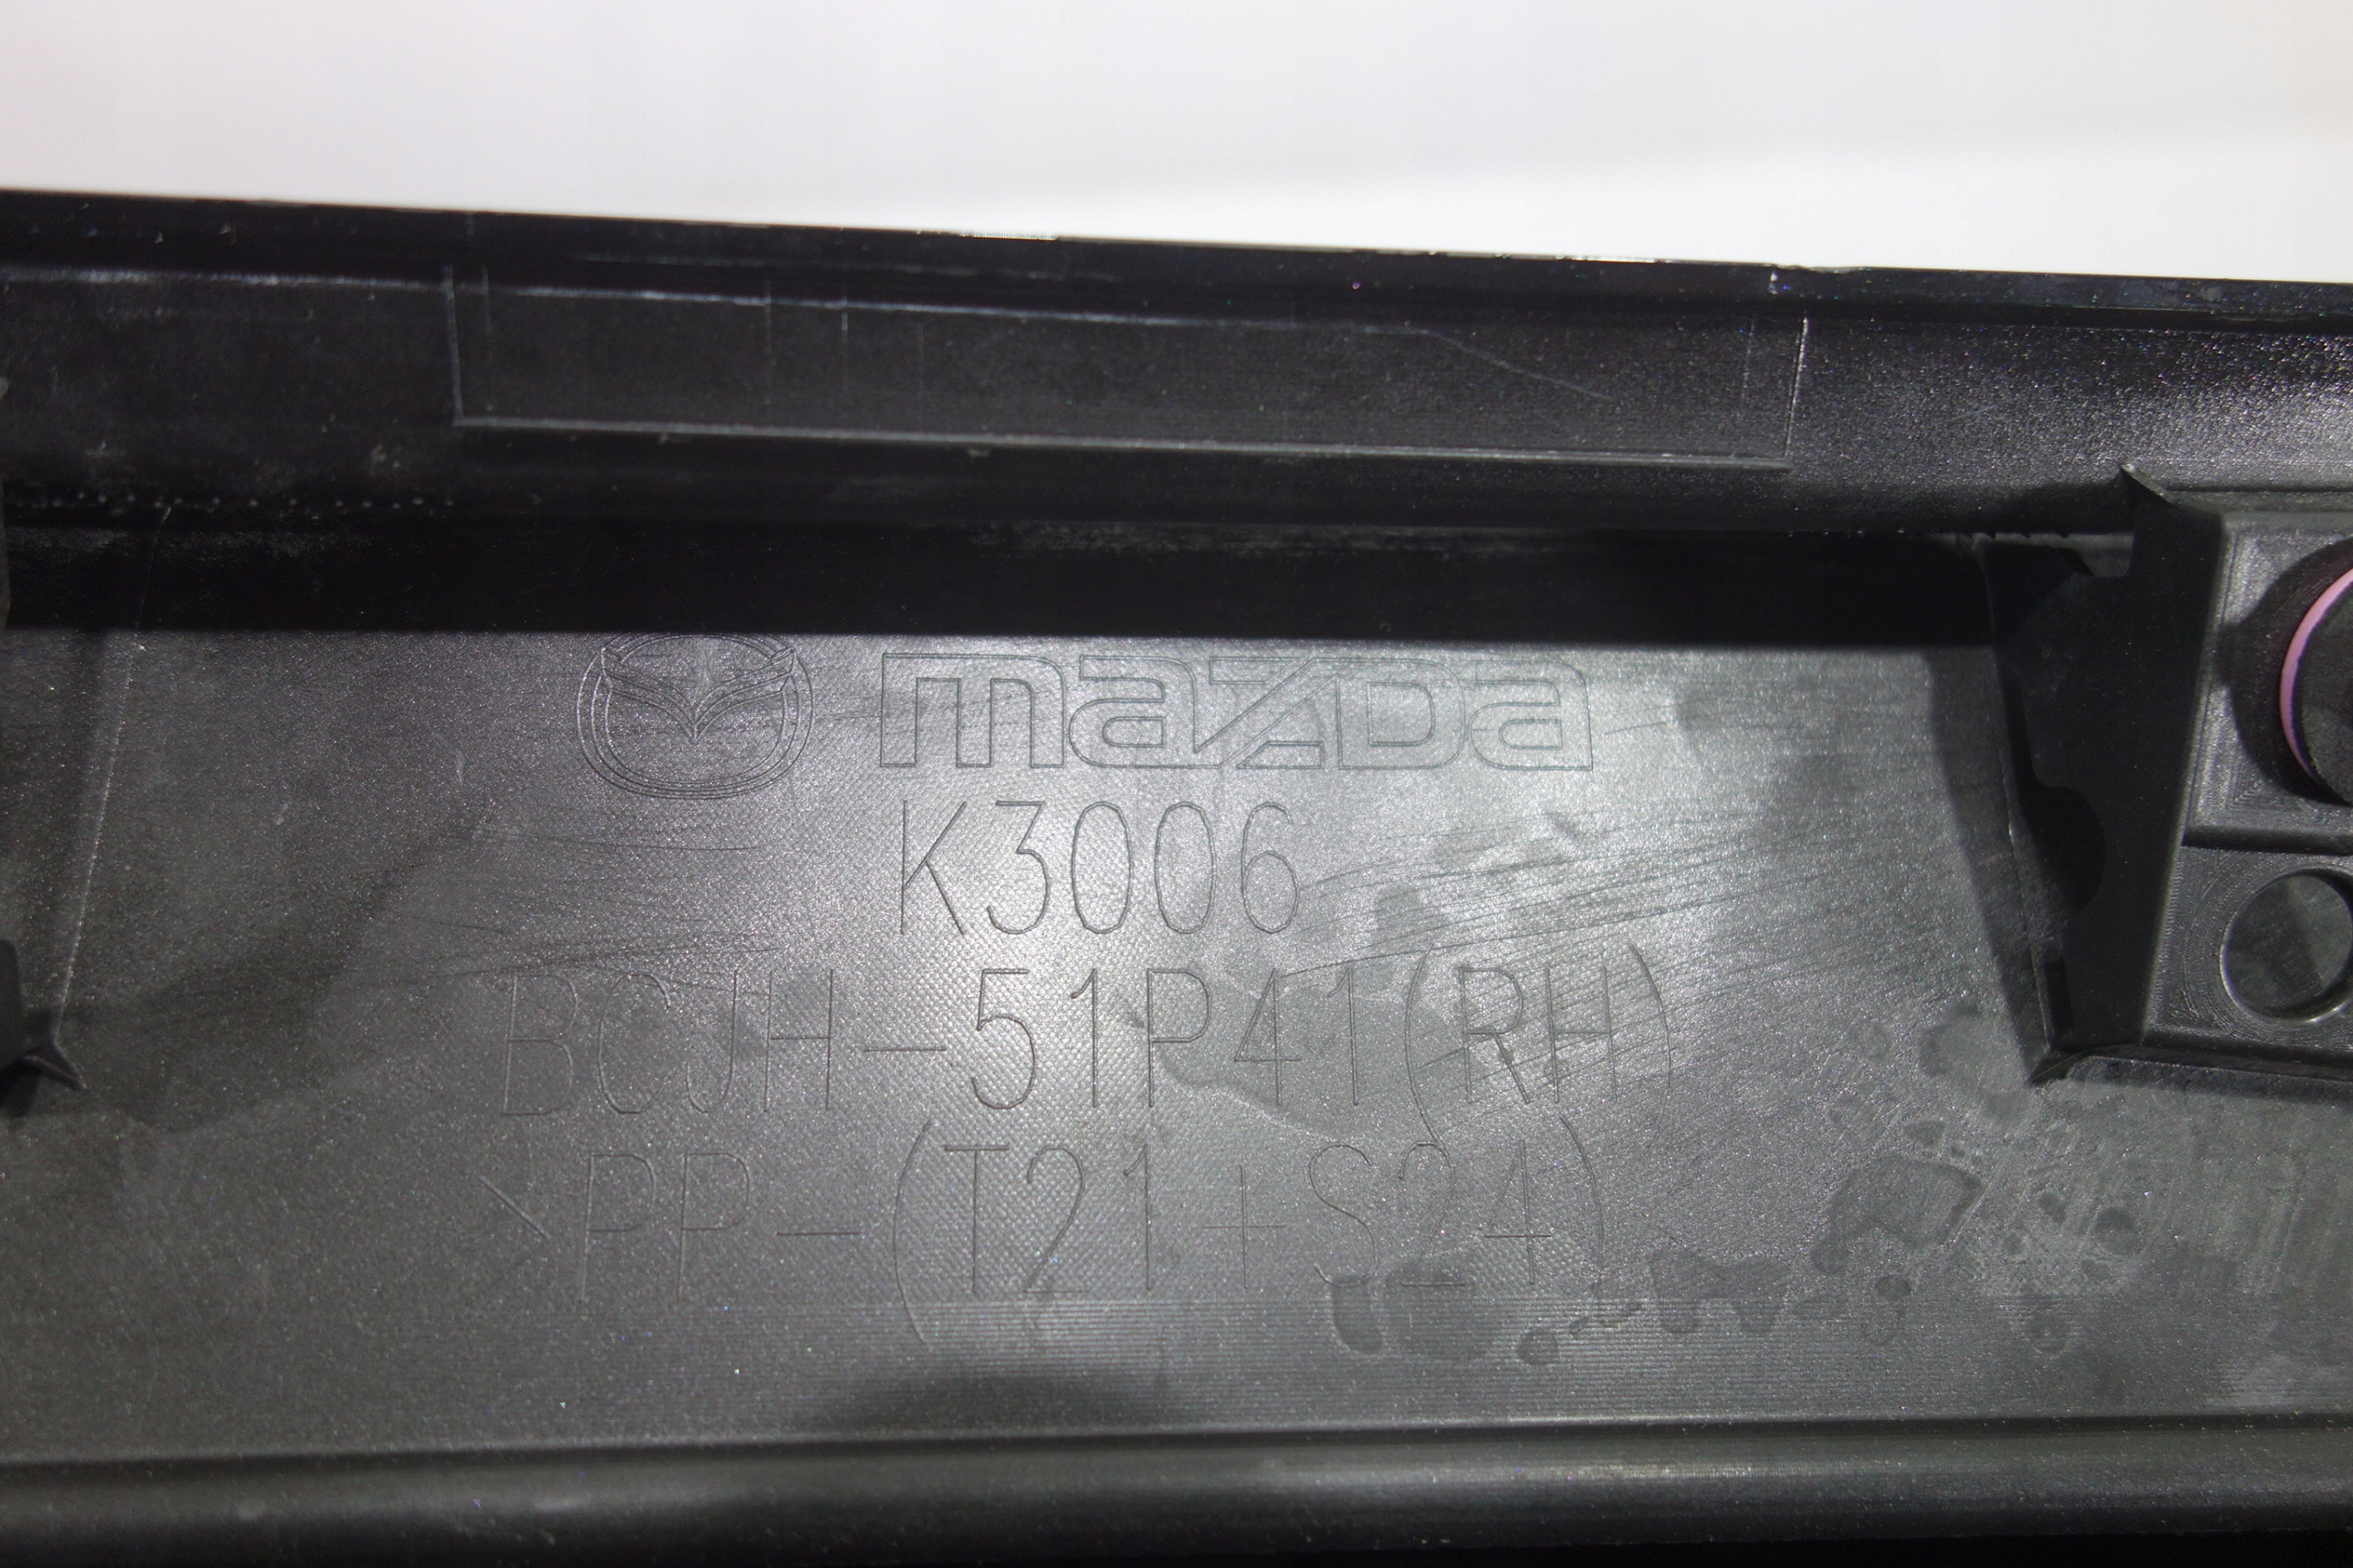 mazDa
K3006
BCJH-51P41(RH)
>PP-(T21+S24)